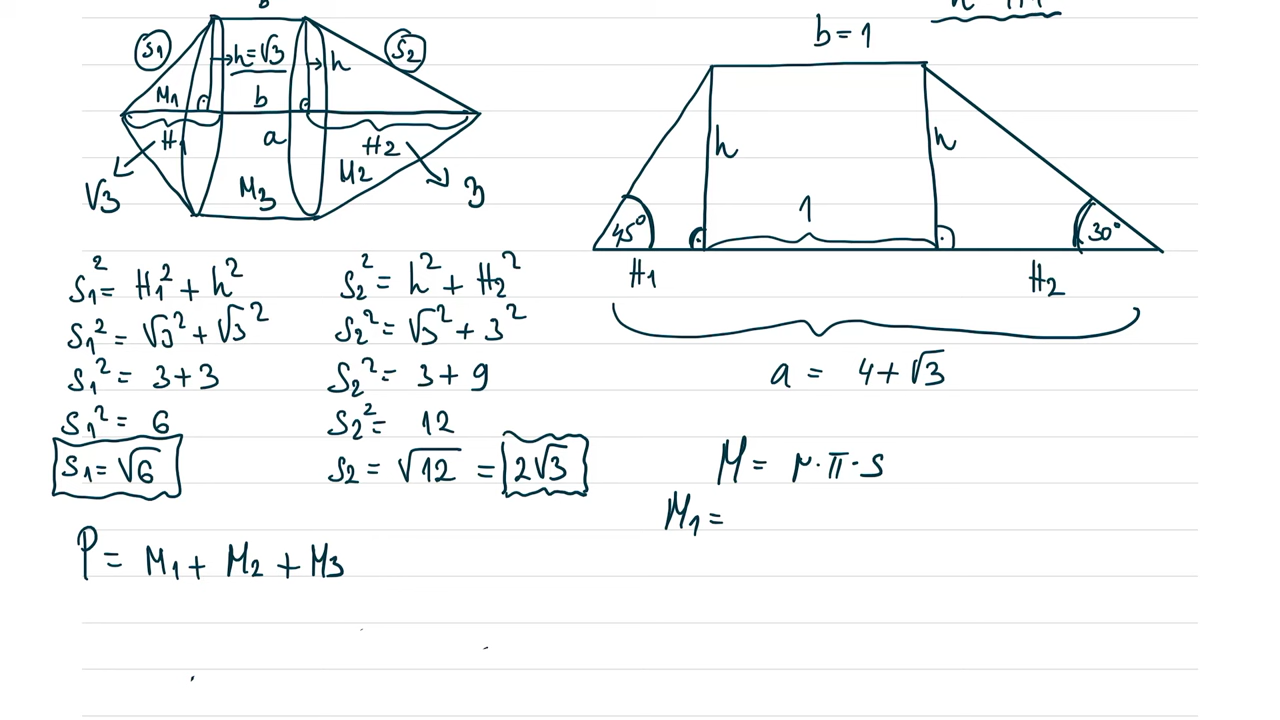 b = 1
S1
h = √3
h
S2
M1
b
H1
a
H2
M2
M3
√3
3
h
h
45°
1
30°
H1
H2
a = 4 + √3
S1² = H1² + h²
S2² = h² + H2²
S1² = √3² + √3²
S2² = √3² + 3²
S1² = 3 + 3
S2² = 3 + 9
S1² = 6
S2² = 12
S1 = √6
S2 = √12 = 2√3
M = r · π · s
M1 =
P = M1 + M2 + M3